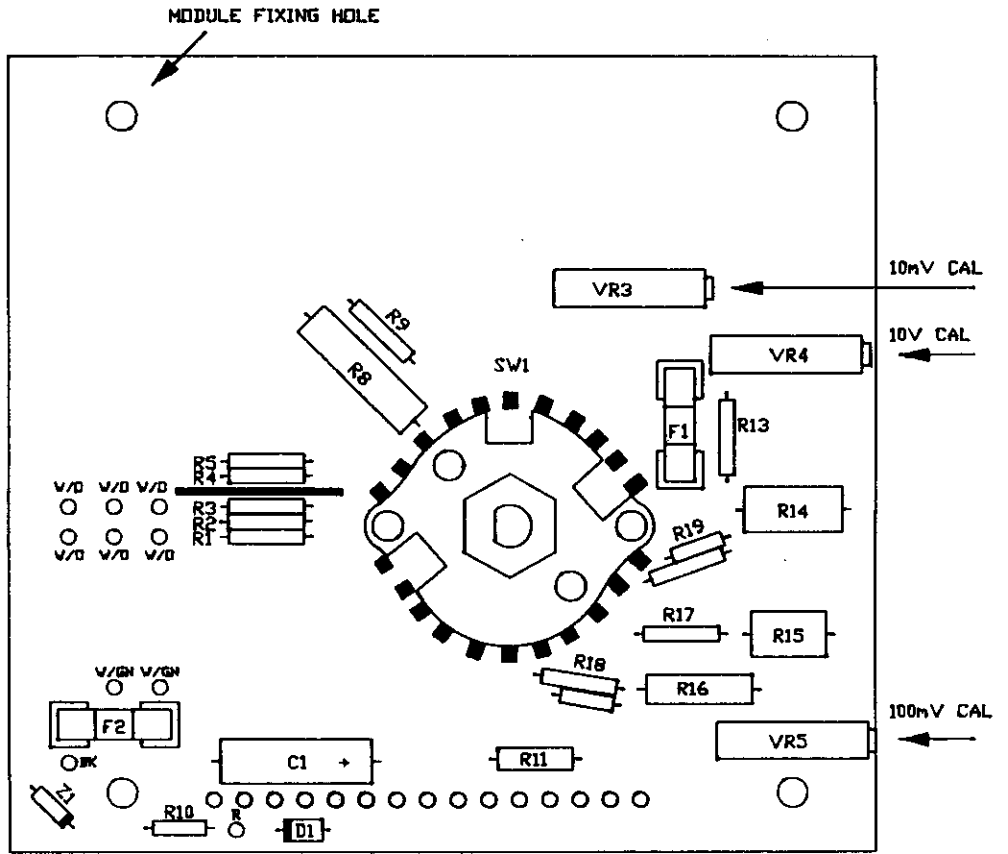 MODULE FIXING HOLE
10mV CAL
VR3
R9
10V CAL
VR4
R8
SW1
F1
R13
R5
R4
W/O W/O W/O
R3
R2
R1
R14
W/O W/O W/O
R19
R17
R15
W/GN W/GN
R18
R16
F2
100mV CAL
VR5
BK
C1
R11
Z1
R10
R
D1